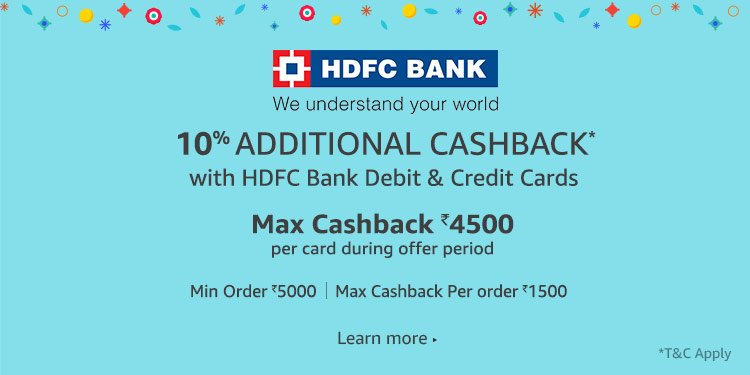 HDFC BANK
We understand your world
10% ADDITIONAL CASHBACK*
with HDFC Bank Debit & Credit Cards
Max Cashback ₹4500
per card during offer period
Min Order ₹5000 | Max Cashback Per order ₹1500
Learn more ▸
*T&C Apply